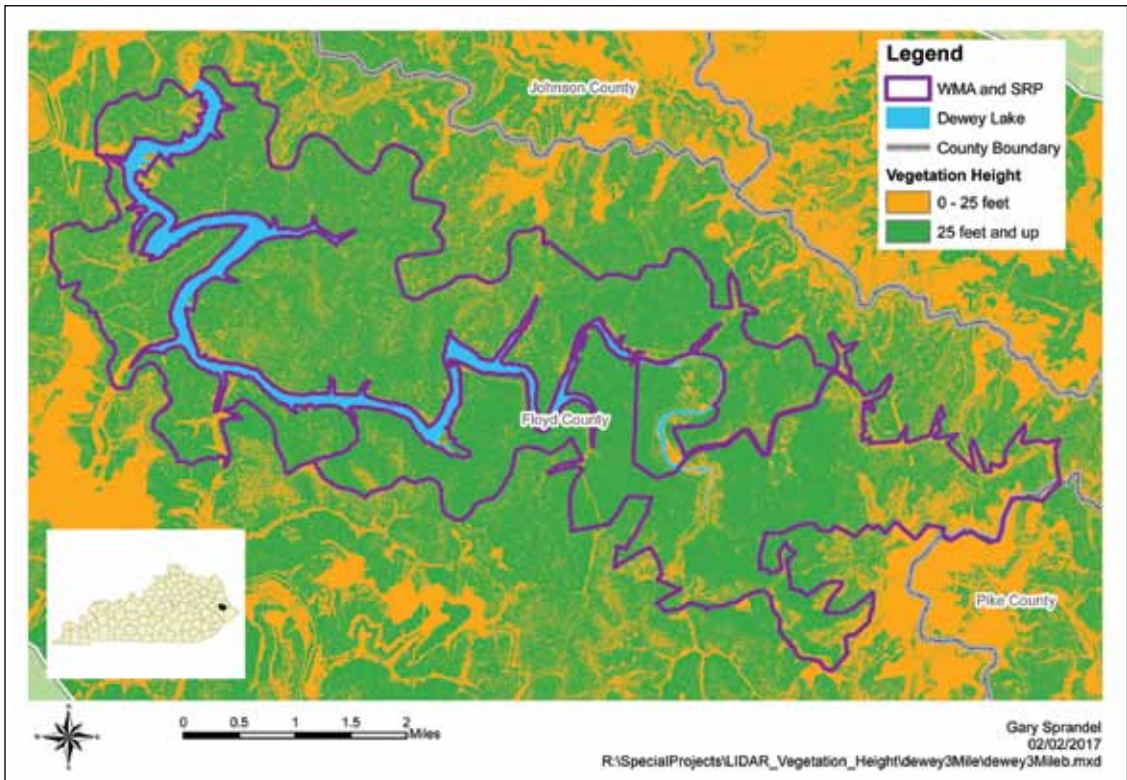 Legend
WMA and SRP
Dewey Lake
County Boundary
Vegetation Height
0 - 25 feet
25 feet and up
Johnson County
Floyd County
Pike County
N
0 0.5 1 1.5 2
Miles
Gary Sprandel
02/02/2017
R:\SpecialProjects\LIDAR_Vegetation_Height\dewey3Mile\dewey3Mileb.mxd